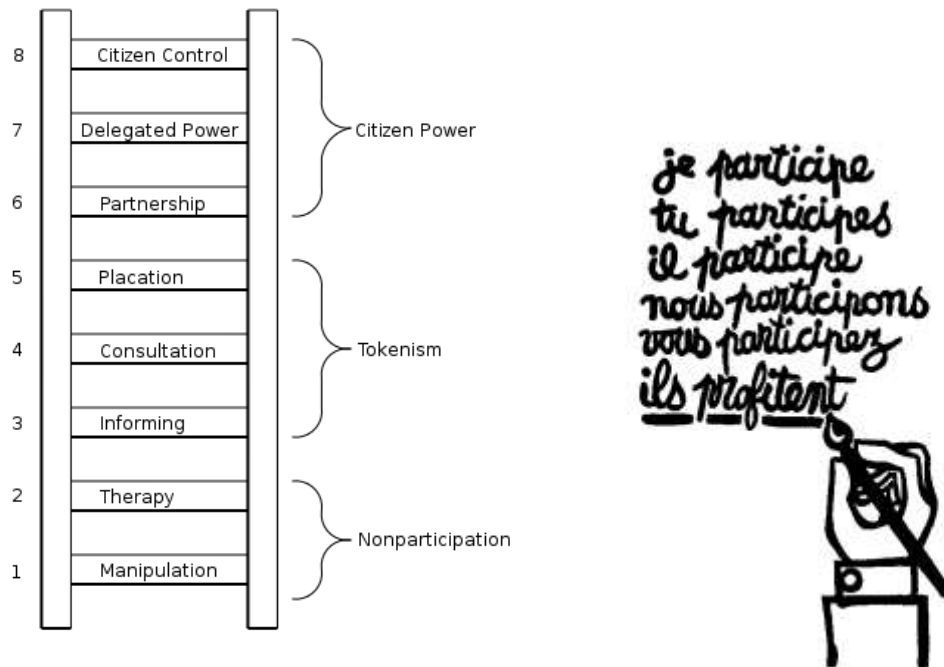 8 Citizen Control
7 Delegated Power
Citizen Power
6 Partnership
5 Placation
4 Consultation
Tokenism
3 Informing
2 Therapy
Nonparticipation
1 Manipulation
je participe
tu participes
il participe
nous participons
vous participez
ils profitent